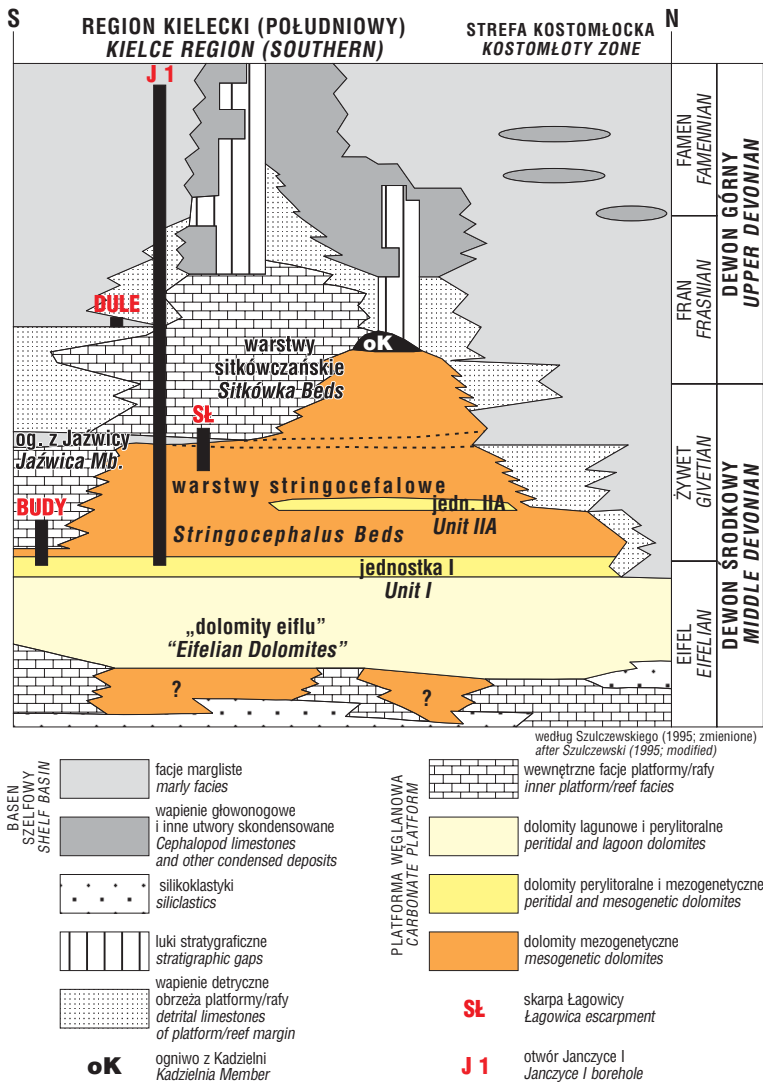 S
REGION KIELECKI (POŁUDNIOWY)
KIELCE REGION (SOUTHERN)
STREFA KOSTOMŁOCKA
KOSTOMŁOTY ZONE
N
J 1
DULE
oK
warstwy
sitkówczańskie
Sitkówka Beds
SŁ
og. z Jaźwicy
Jaźwica Mb.
BUDY
warstwy stringocefalowe
jedn. IIA
Unit IIA
Stringocephalus Beds
jednostka I
Unit I
„dolomity eiflu”
“Eifelian Dolomites”
?
?
FAMEN
FAMENNIAN
FRAN
FRASNIAN
ŻYWET
GIVETIAN
EIFEL
EIFELIAN
DEWON GÓRNY
UPPER DEVONIAN
DEWON ŚRODKOWY
MIDDLE DEVONIAN
według Szulczewskiego (1995; zmienione)
after Szulczewski (1995; modified)
BASEN
SZELFOWY
SHELF BASIN
facje margliste
marly facies
wapienie głowonogowe
i inne utwory skondensowane
Cephalopod limestones
and other condensed deposits
silikoklastyki
siliclastics
luki stratygraficzne
stratigraphic gaps
wapienie detryczne
obrzeża platformy/rafy
detrital limestones
of platform/reef margin
oK
ogniwo z Kadzielni
Kadzielnia Member
PLATFORMA WĘGLANOWA
CARBONATE PLATFORM
wewnętrzne facje platformy/rafy
inner platform/reef facies
dolomity lagunowe i perylitoralne
peritidal and lagoon dolomites
dolomity perylitoralne i mezogenetyczne
peritidal and mesogenetic dolomites
dolomity mezogenetyczne
mesogenetic dolomites
SŁ
skarpa Łagowicy
Łagowica escarpment
J 1
otwór Janczyce I
Janczyce I borehole